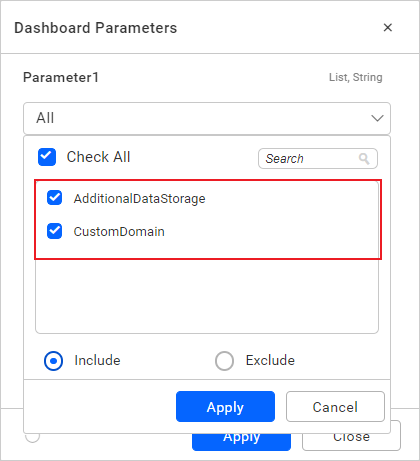 Dashboard Parameters
Parameter1 List, String
All
Check All Search
AdditionalDataStorage
CustomDomain
Include Exclude
Apply Cancel
Apply Close